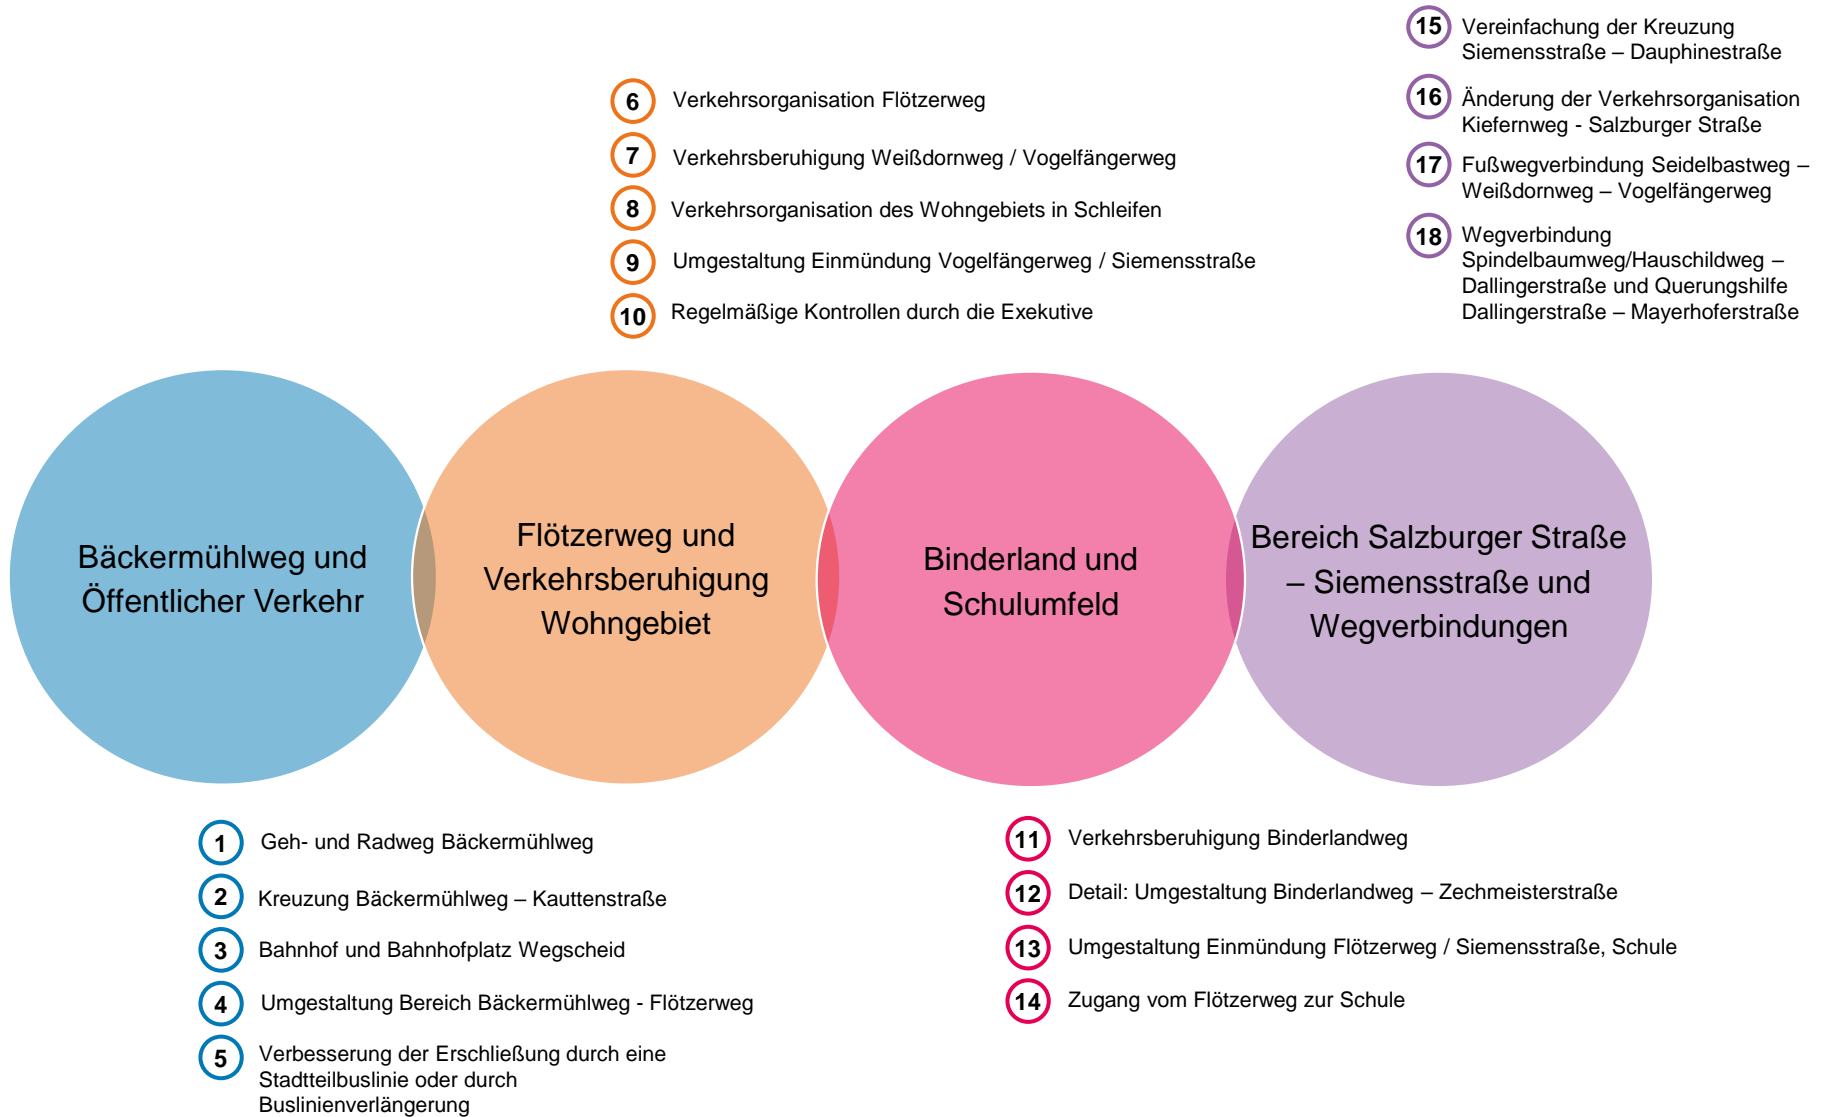 15 Vereinfachung der Kreuzung
Siemensstraße – Dauphinestraße
16 Änderung der Verkehrsorganisation
Kiefernweg - Salzburger Straße
17 Fußwegverbindung Seidelbastweg –
Weißdornweg – Vogelfängerweg
18 Wegverbindung
Spindelbaumweg/Hauschildweg –
Dallingerstraße und Querungshilfe
Dallingerstraße – Mayerhoferstraße
6 Verkehrsorganisation Flötzerweg
7 Verkehrsberuhigung Weißdornweg / Vogelfängerweg
8 Verkehrsorganisation des Wohngebiets in Schleifen
9 Umgestaltung Einmündung Vogelfängerweg / Siemensstraße
10 Regelmäßige Kontrollen durch die Exekutive
Bäckermühlweg und
Öffentlicher Verkehr
Flötzerweg und
Verkehrsberuhigung
Wohngebiet
Binderland und
Schulumfeld
Bereich Salzburger Straße
– Siemensstraße und
Wegverbindungen
1 Geh- und Radweg Bäckermühlweg
2 Kreuzung Bäckermühlweg – Kauttenstraße
3 Bahnhof und Bahnhofplatz Wegscheid
4 Umgestaltung Bereich Bäckermühlweg - Flötzerweg
5 Verbesserung der Erschließung durch eine
Stadtteilbuslinie oder durch
Buslinienverlängerung
11 Verkehrsberuhigung Binderlandweg
12 Detail: Umgestaltung Binderlandweg – Zechmeisterstraße
13 Umgestaltung Einmündung Flötzerweg / Siemensstraße, Schule
14 Zugang vom Flötzerweg zur Schule